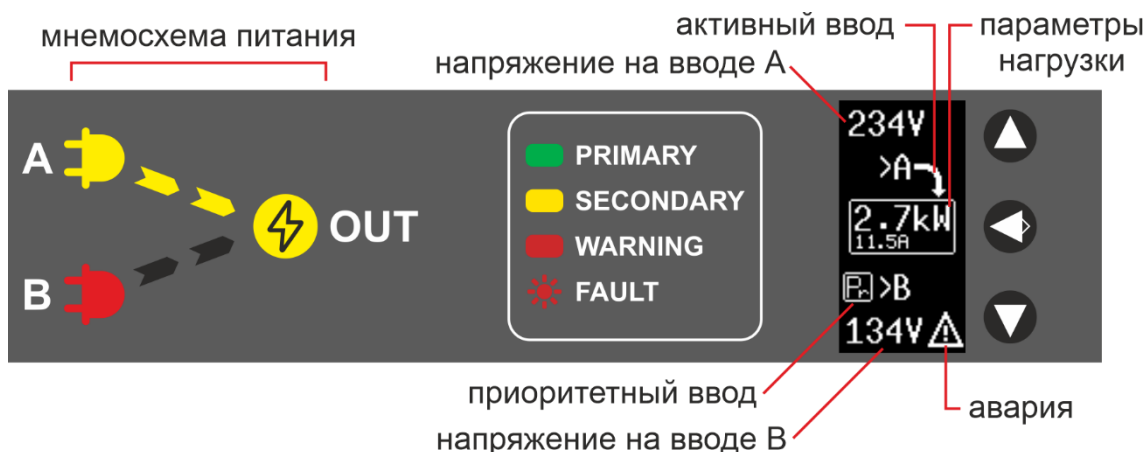 мнемосхема питания
активный ввод
параметры
нагрузки
напряжение на вводе А
A
B
OUT
PRIMARY
SECONDARY
WARNING
FAULT
234V
>A
2.7kW
11.5A
Pr >B
134V
приоритетный ввод
напряжение на вводе В
авария